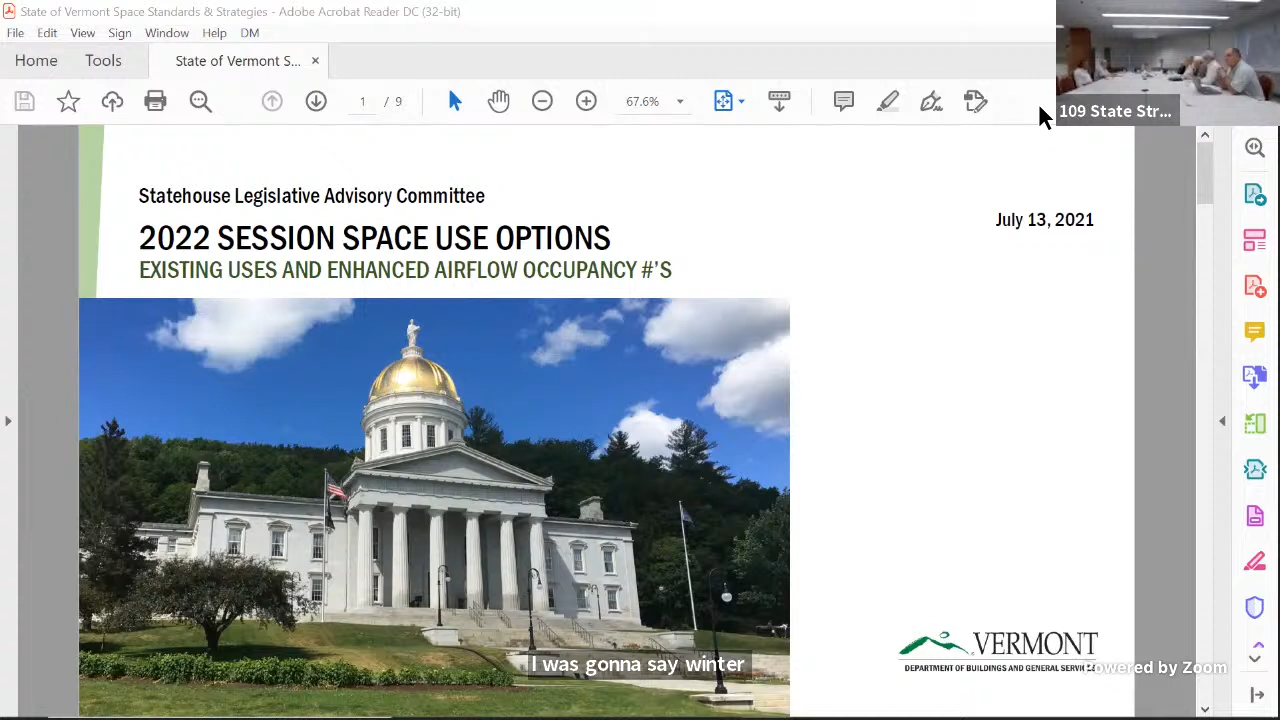 State of Vermont Space Standards & Strategies - Adobe Acrobat Reader DC (32-bit)
File Edit View Sign Window Help DM
Home Tools State of Vermont S... ×
1 / 9 67.6%
109 State Str...
Statehouse Legislative Advisory Committee
2022 SESSION SPACE USE OPTIONS
July 13, 2021
EXISTING USES AND ENHANCED AIRFLOW OCCUPANCY #'S
I was gonna say winter
VERMONT
DEPARTMENT OF BUILDINGS AND GENERAL SERVICES
Powered by Zoom